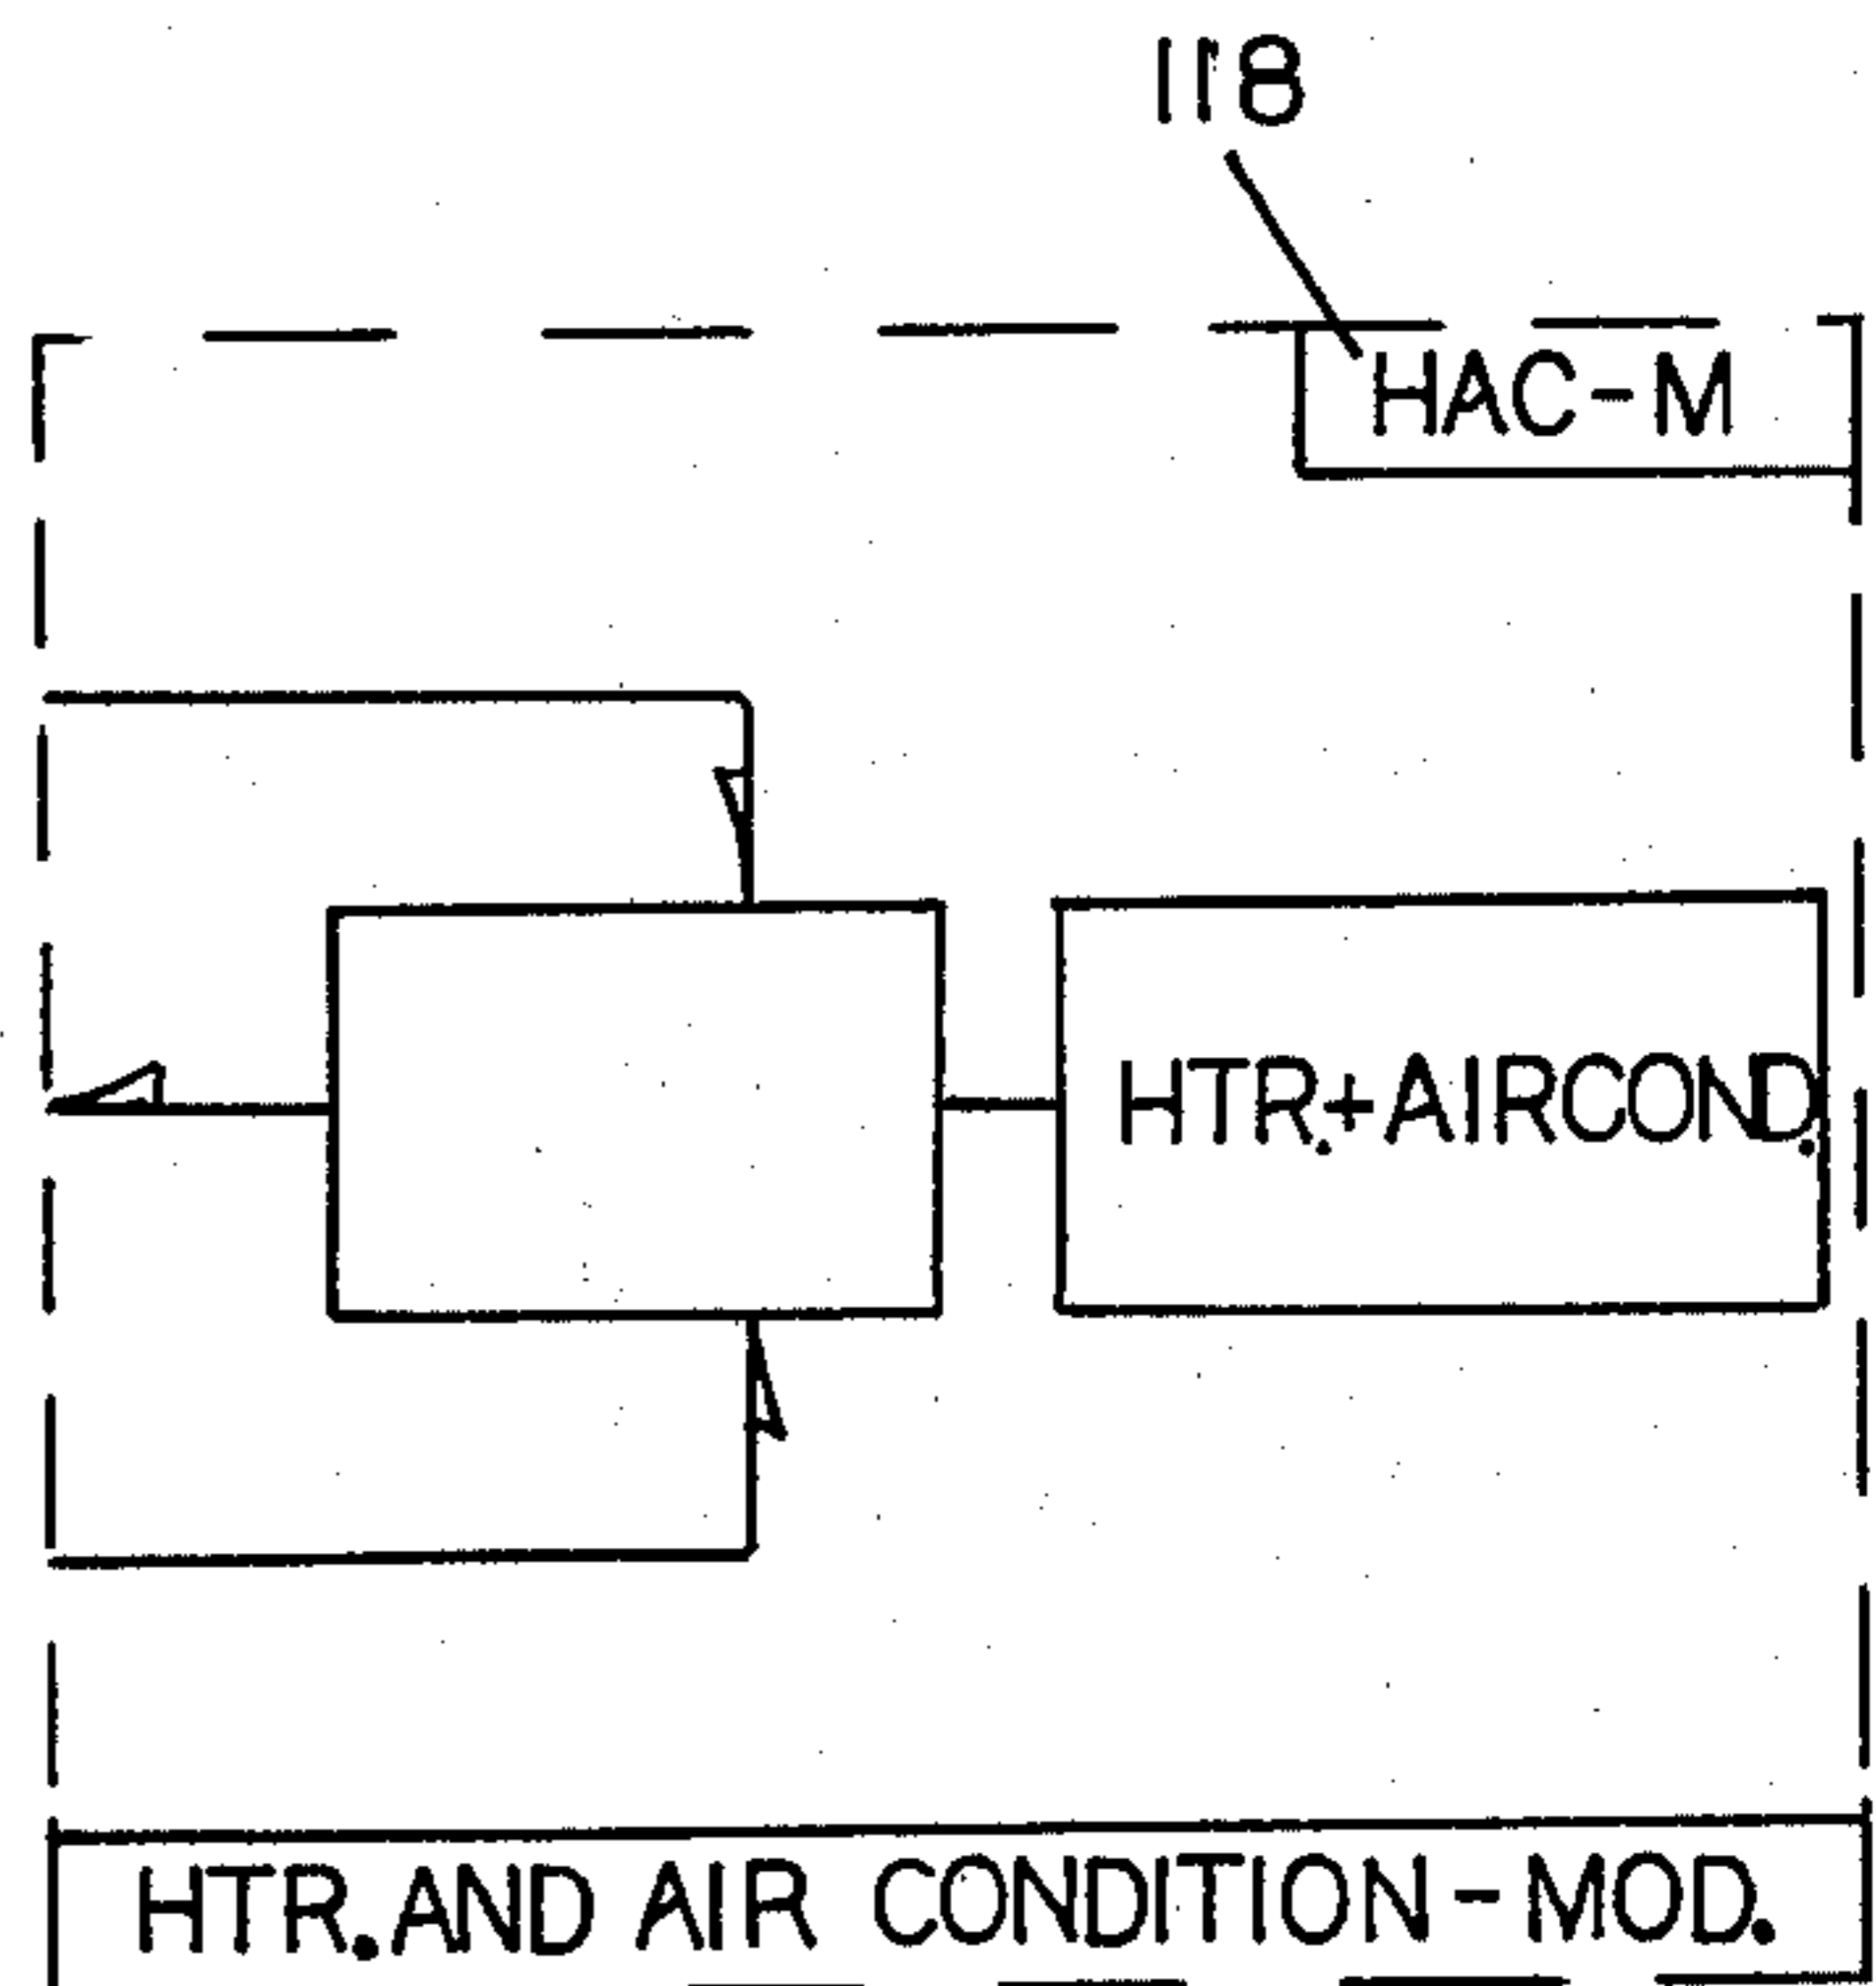 118
HAC-M
HTR.+AIRCOND.
HTR.AND AIR CONDITION-MOD.